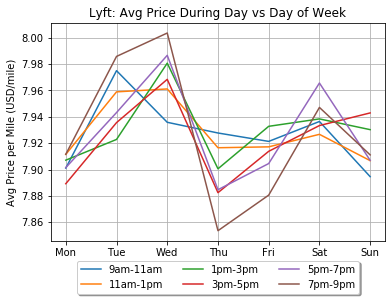 Lyft: Avg Price During Day vs Day of Week
Avg Price per Mile (USD/mile)
8.00
7.98
7.96
7.94
7.92
7.90
7.88
7.86
Mon Tue Wed Thu Fri Sat Sun
9am-11am 1pm-3pm 5pm-7pm
11am-1pm 3pm-5pm 7pm-9pm